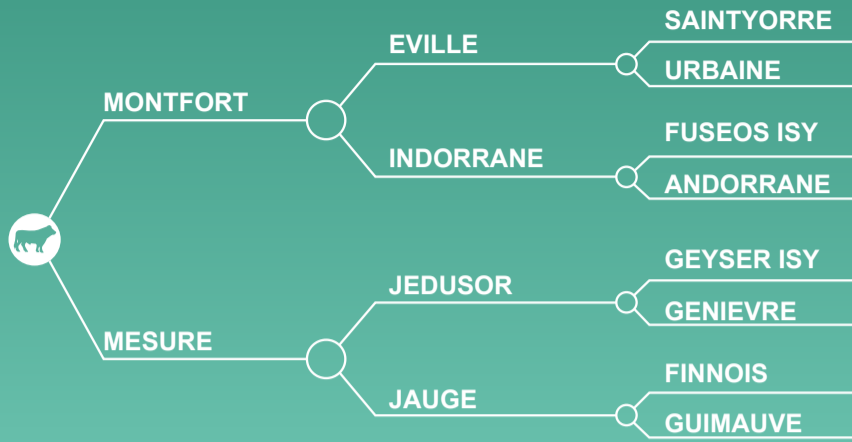 SAINTYORRE
EVILLE
URBAINE
MONTFORT
FUSEOS ISY
INDORRANE
ANDORRANE
GEYSER ISY
JEDUSOR
GENIEVRE
MESURE
FINNOIS
JAUGE
GUIMAUVE